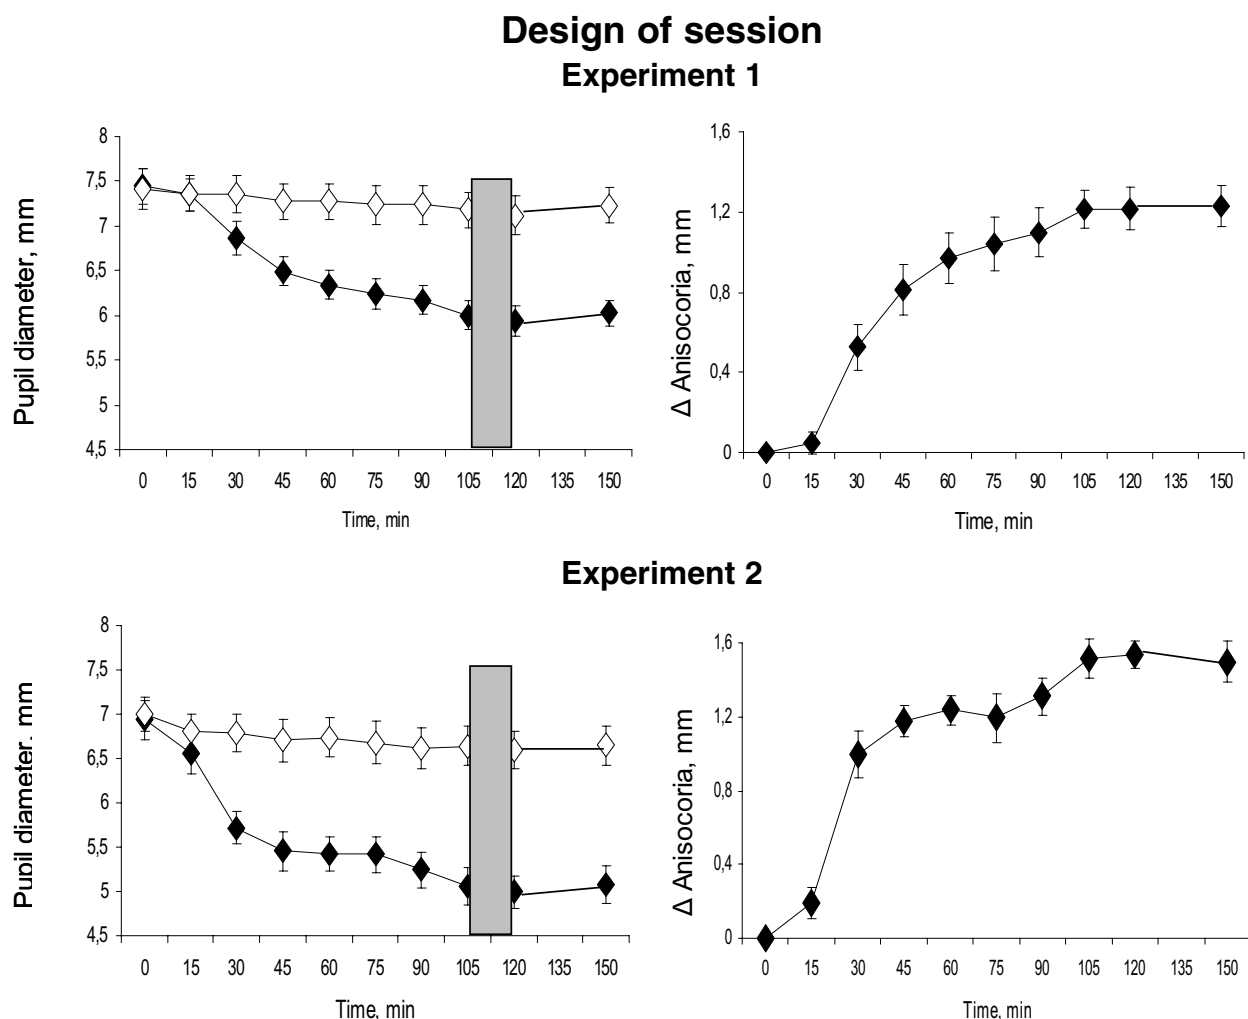 Design of session
Experiment 1
Pupil diameter, mm
8
7,5
7
6,5
6
5,5
5
4,5
0 15 30 45 60 75 90 105 120 135 150
Time, min
Δ Anisocoria, mm
1,6
1,2
0,8
0,4
0
0 15 30 45 60 75 90 105 120 135 150
Time, min
Experiment 2
Pupil diameter. mm
8
7,5
7
6,5
6
5,5
5
4,5
0 15 30 45 60 75 90 105 120 135 150
Time, min
Δ Anisocoria, mm
1,6
1,2
0,8
0,4
0
0 15 30 45 60 75 90 105 120 135 150
Time, min